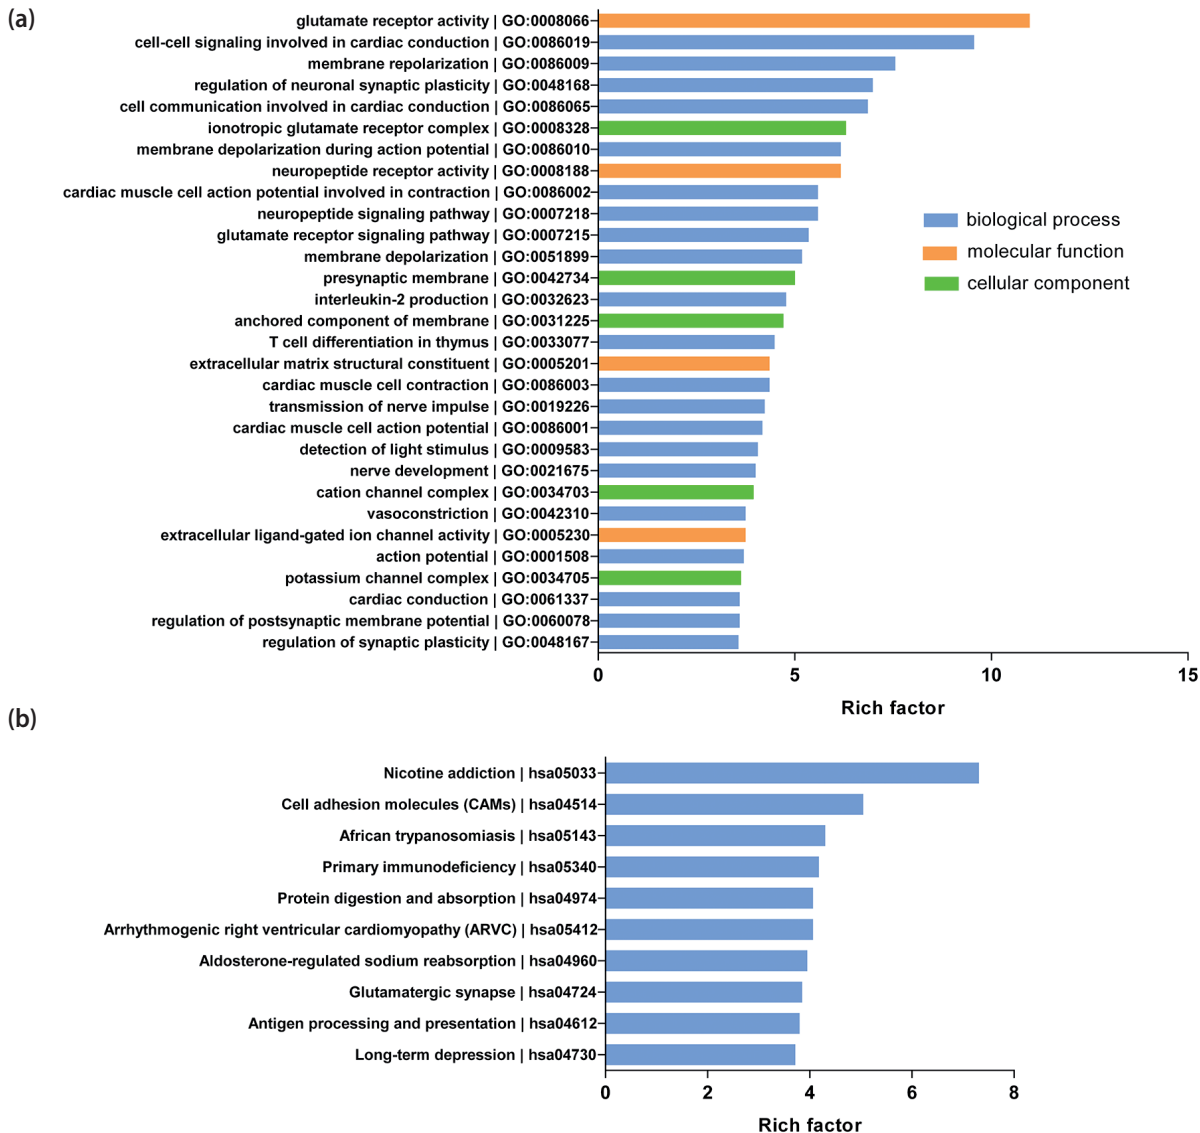 (a)
glutamate receptor activity | GO:0008066
cell-cell signaling involved in cardiac conduction | GO:0086019
membrane repolarization | GO:0086009
regulation of neuronal synaptic plasticity | GO:0048168
cell communication involved in cardiac conduction | GO:0086065
ionotropic glutamate receptor complex | GO:0008328
membrane depolarization during action potential | GO:0086010
neuropeptide receptor activity | GO:0008188
cardiac muscle cell action potential involved in contraction | GO:0086002
neuropeptide signaling pathway | GO:0007218
glutamate receptor signaling pathway | GO:0007215
membrane depolarization | GO:0051899
presynaptic membrane | GO:0042734
interleukin-2 production | GO:0032623
anchored component of membrane | GO:0031225
T cell differentiation in thymus | GO:0033077
extracellular matrix structural constituent | GO:0005201
cardiac muscle cell contraction | GO:0086003
transmission of nerve impulse | GO:0019226
cardiac muscle cell action potential | GO:0086001
detection of light stimulus | GO:0009583
nerve development | GO:0021675
cation channel complex | GO:0034703
vasoconstriction | GO:0042310
extracellular ligand-gated ion channel activity | GO:0005230
action potential | GO:0001508
potassium channel complex | GO:0034705
cardiac conduction | GO:0061337
regulation of postsynaptic membrane potential | GO:0060078
regulation of synaptic plasticity | GO:0048167
biological process
molecular function
cellular component
0 5 10 15
Rich factor
(b)
Nicotine addiction | hsa05033
Cell adhesion molecules (CAMs) | hsa04514
African trypanosomiasis | hsa05143
Primary immunodeficiency | hsa05340
Protein digestion and absorption | hsa04974
Arrhythmogenic right ventricular cardiomyopathy (ARVC) | hsa05412
Aldosterone-regulated sodium reabsorption | hsa04960
Glutamatergic synapse | hsa04724
Antigen processing and presentation | hsa04612
Long-term depression | hsa04730
0 2 4 6 8
Rich factor